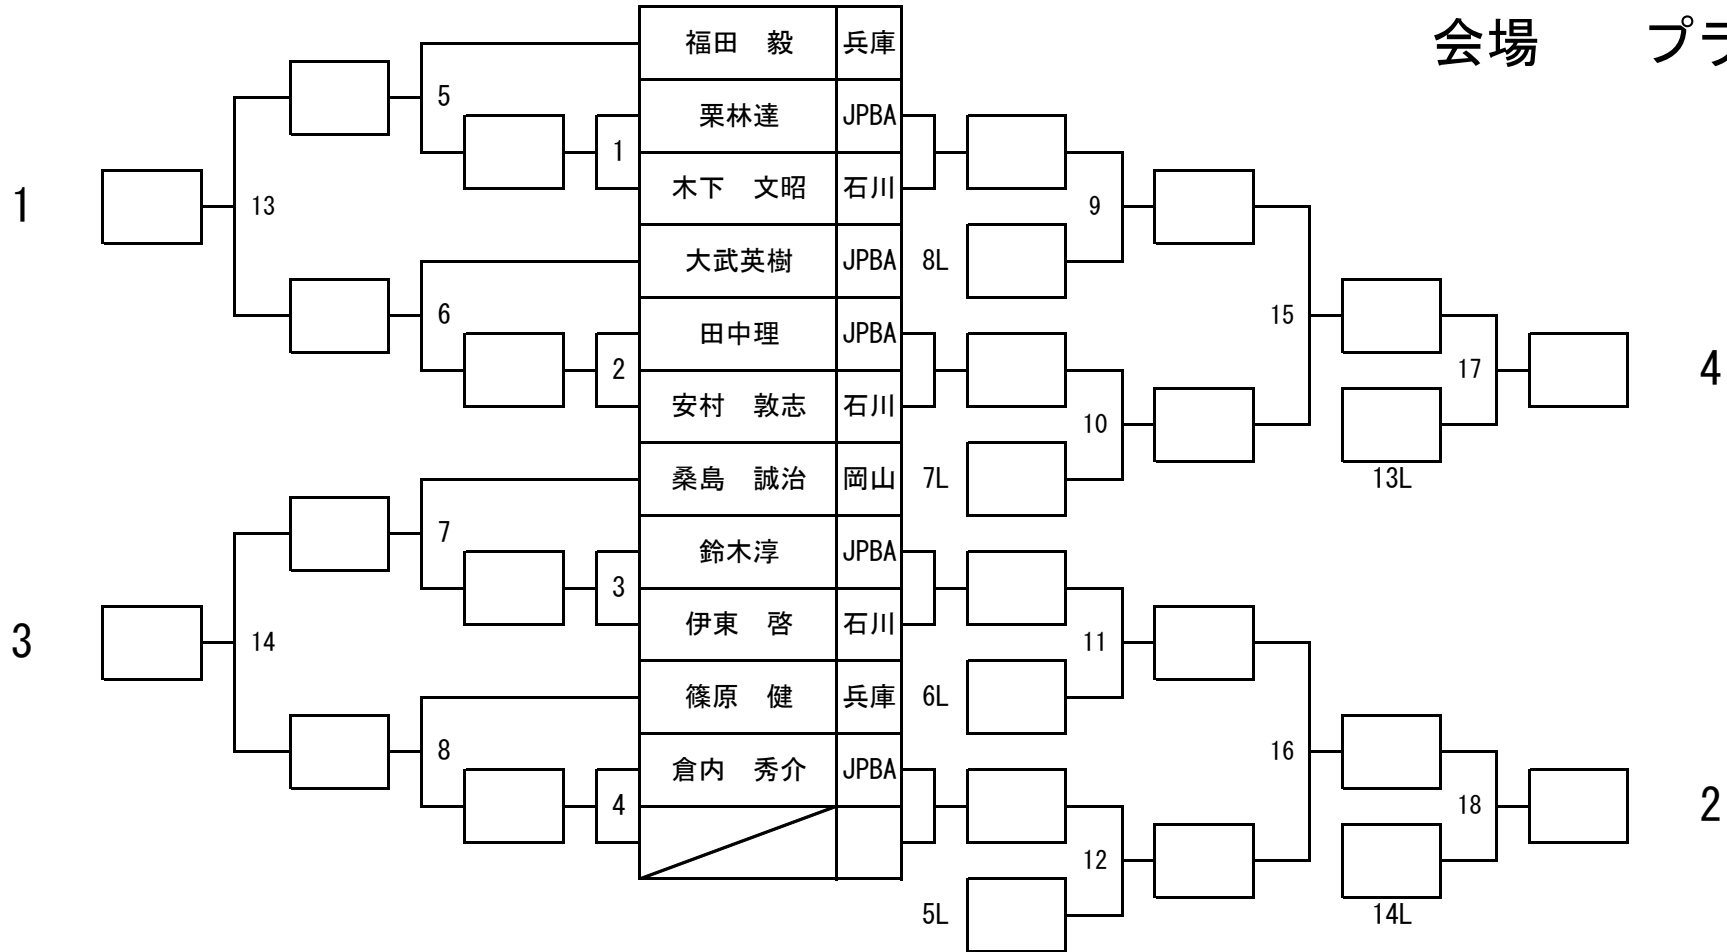 会場　プラ
福田　毅 兵庫
5
栗林達 JPBA
1
木下　文昭 石川
1
13
9
大武英樹 JPBA 8L
6
田中理 JPBA
15
2
17
4
安村　敦志 石川
10
桑島　誠治 岡山 7L
13L
7
鈴木淳 JPBA
3
伊東　啓 石川
3
14
11
篠原　健 兵庫 6L
8
倉内　秀介 JPBA
16
4
18
2
12
5L
14L